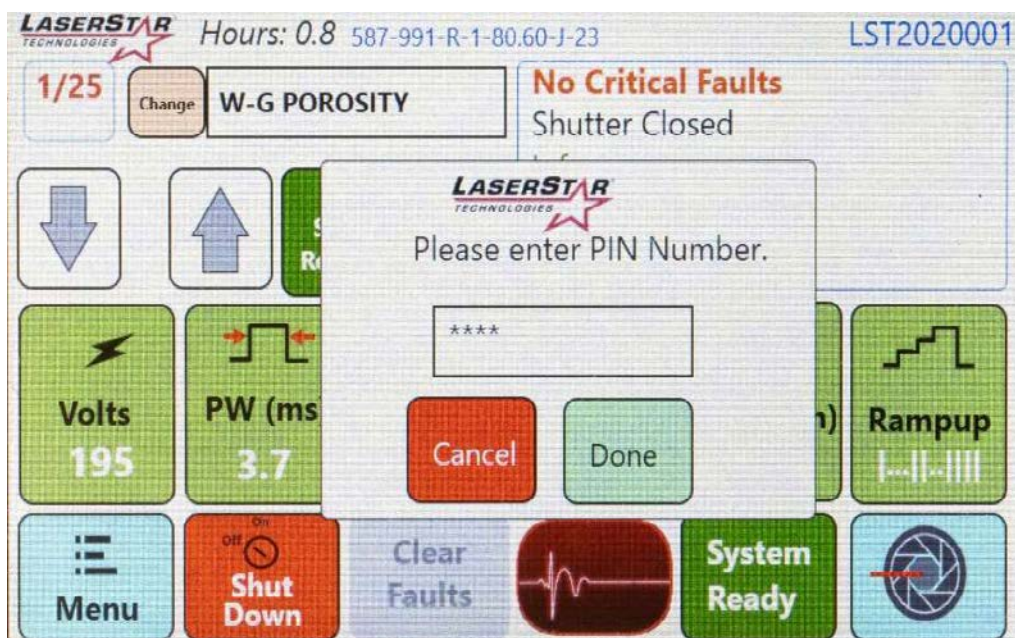 LASERSTAR
TECHNOLOGIES
Hours: 0.8
587-991-R-1-80.60-J-23
LST2020001
1/25
Change
W-G POROSITY
No Critical Faults
Shutter Closed
LASERSTAR
TECHNOLOGIES
Please enter PIN Number.
****
Cancel
Done
Volts
195
PW (ms
3.7
Rampup
Menu
On
Off
Shut
Down
Clear
Faults
System
Ready